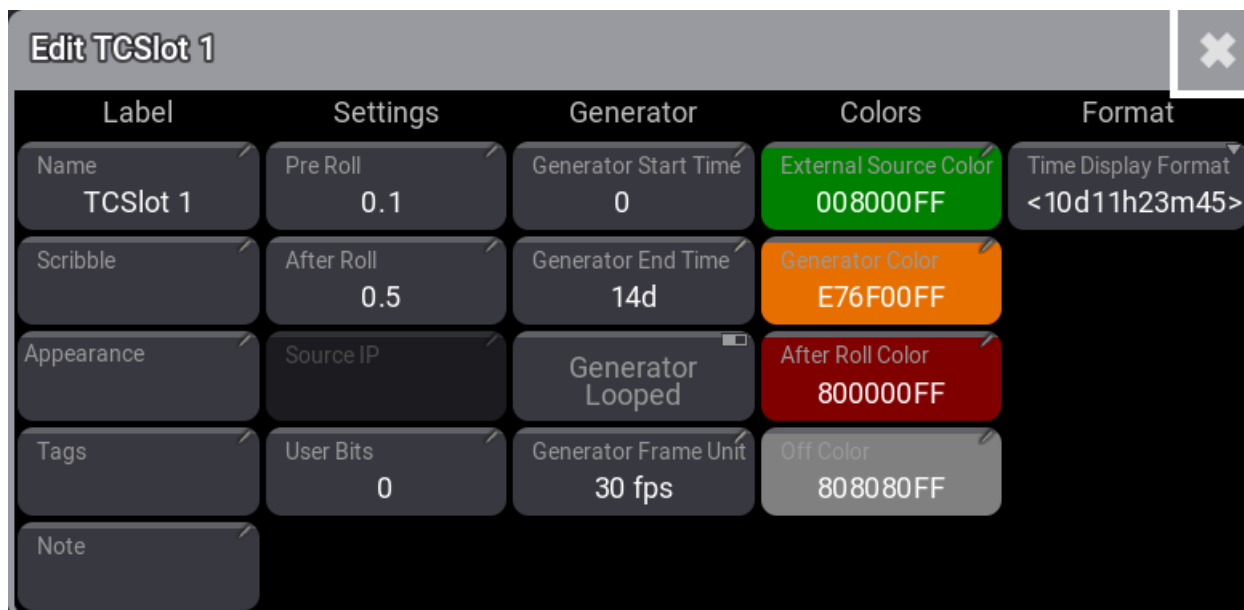 Edit TCSlot 1
Label Settings Generator Colors Format
Name Pre Roll Generator Start Time External Source Color Time Display Format
TCSlot 1 0.1 0 008000FF <10d11h23m45>
Scribble After Roll Generator End Time Generator Color
0.5 14d E76F00FF
Appearance Source IP Generator Looped After Roll Color
800000FF
Tags User Bits Generator Frame Unit Off Color
0 30 fps 808080FF
Note